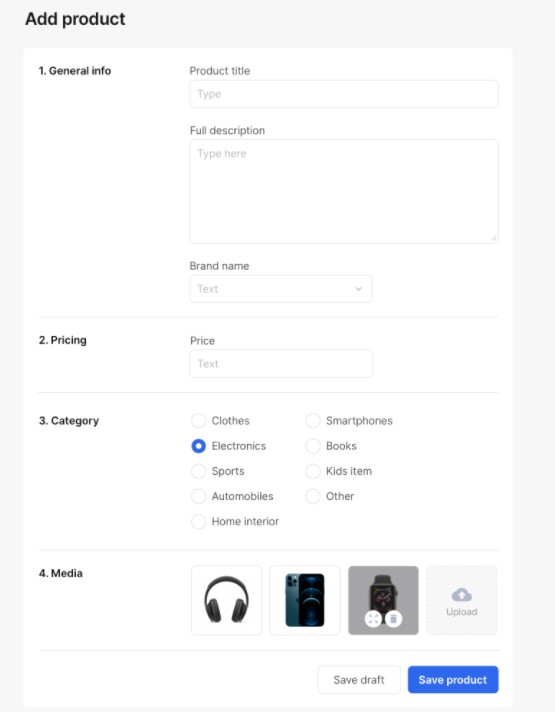 Add product
1. General info
Product title
Type
Full description
Type here
Brand name
Text
2. Pricing
Price
Text
3. Category
Clothes
Smartphones
Electronics
Books
Sports
Kids item
Automobiles
Other
Home interior
4. Media
Upload
Save draft
Save product